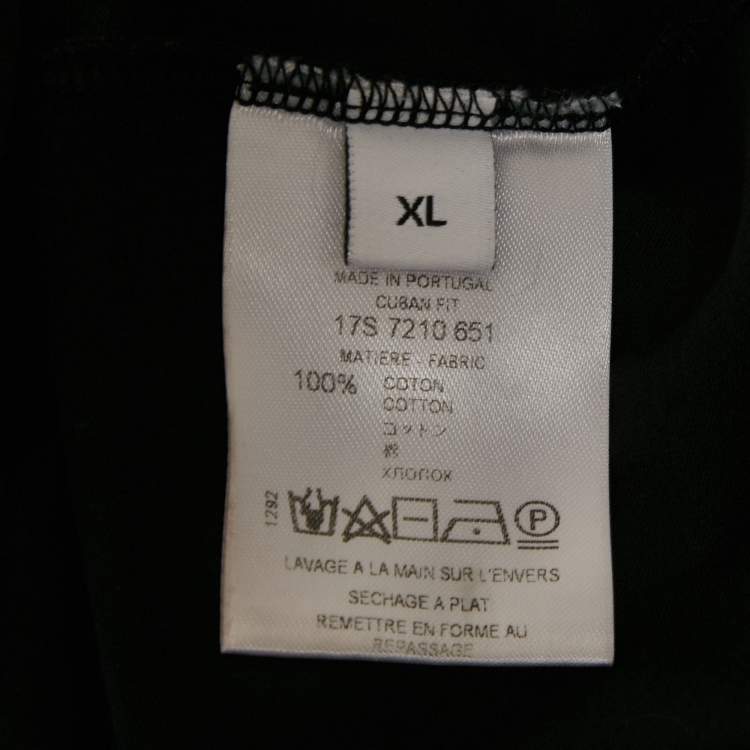 XL
MADE IN PORTUGAL
CUBAN FIT
17S 7210 651
MATIERE - FABRIC
100% COTON
COTTON
コットン
棉
ХЛОПОК
1292
P
LAVAGE A LA MAIN SUR L'ENVERS
SECHAGE A PLAT
REMETTRE EN FORME AU
REPASSAGE